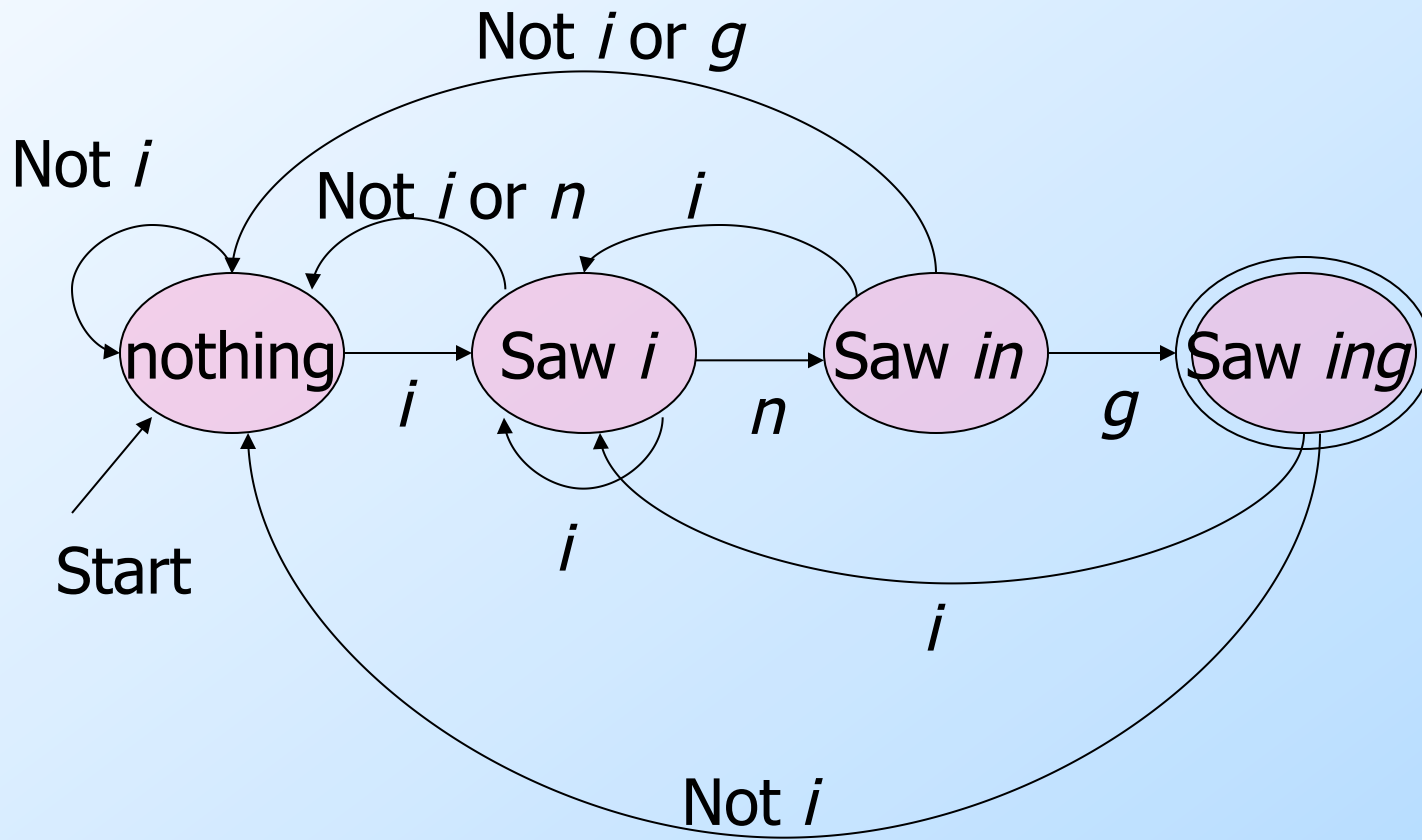 Not i or g
Not i
Not i or n
i
nothing
Saw i
Saw in
Saw ing
i
n
g
Start
i
i
Not i